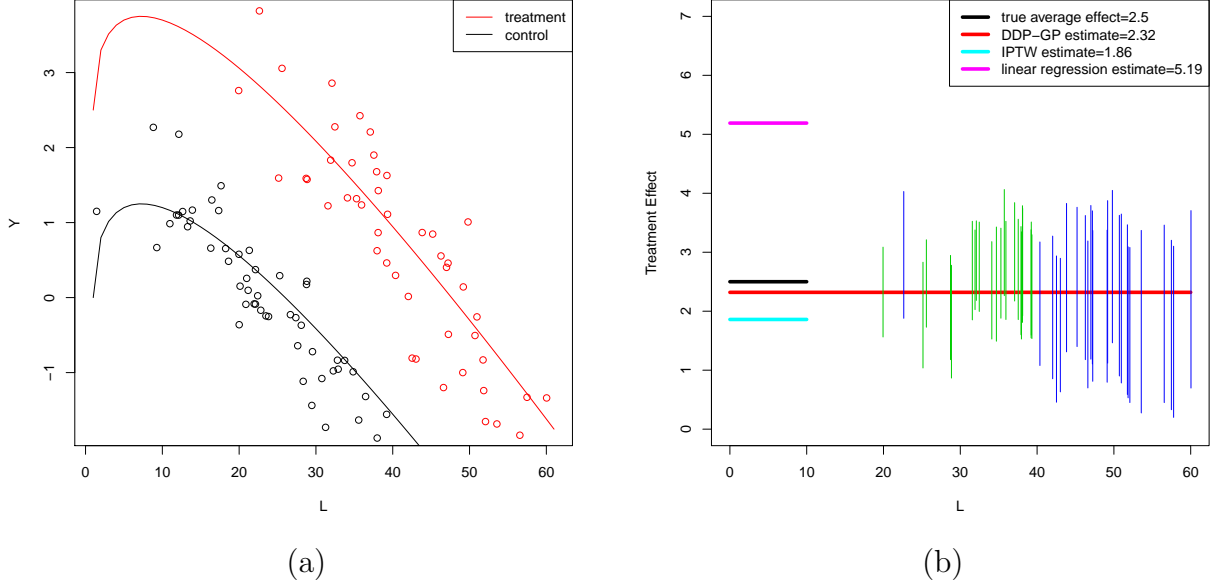 treatment
control
3
2
1
0
−1
Y
0 10 20 30 40 50 60
L
(a)
true average effect=2.5
DDP−GP estimate=2.32
IPTW estimate=1.86
linear regression estimate=5.19
7
6
5
4
3
2
1
0
Treatment Effect
0 10 20 30 40 50 60
L
(b)